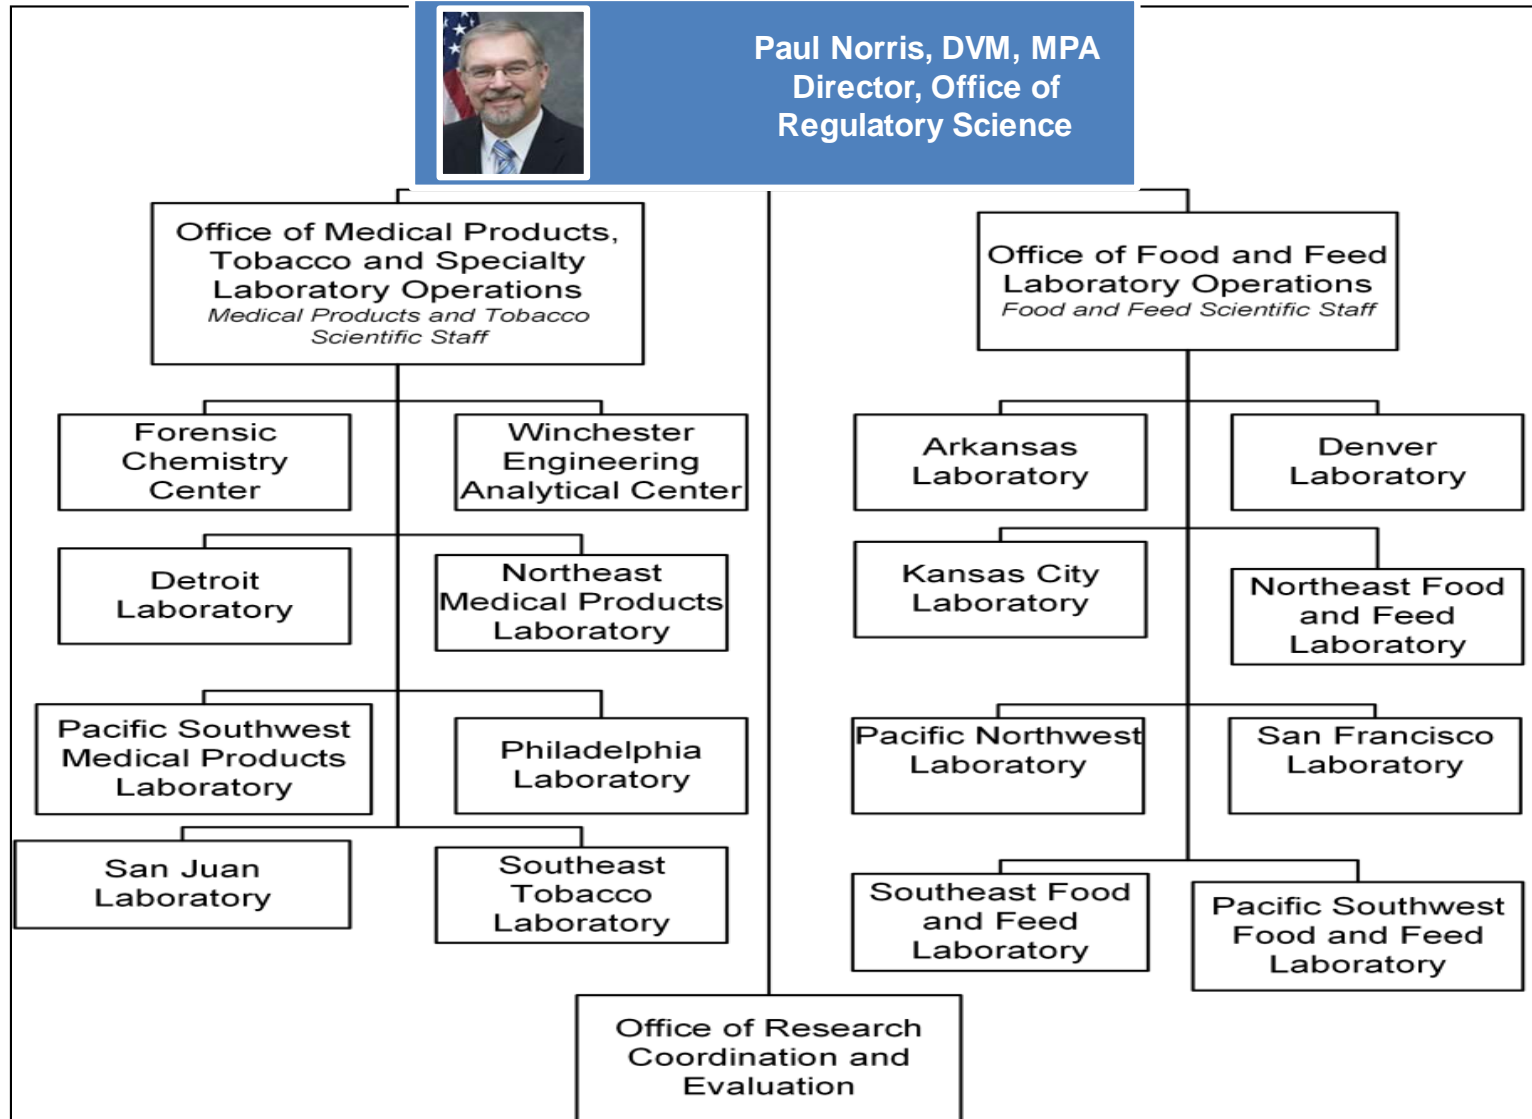 Paul Norris, DVM, MPA
Director, Office of
Regulatory Science
Office of Medical Products,
Tobacco and Specialty
Laboratory Operations
Medical Products and Tobacco
Scientific Staff
Office of Food and Feed
Laboratory Operations
Food and Feed Scientific Staff
Forensic
Chemistry
Center
Winchester
Engineering
Analytical Center
Arkansas
Laboratory
Denver
Laboratory
Detroit
Laboratory
Northeast
Medical Products
Laboratory
Kansas City
Laboratory
Northeast Food
and Feed
Laboratory
Pacific Southwest
Medical Products
Laboratory
Philadelphia
Laboratory
Pacific Northwest
Laboratory
San Francisco
Laboratory
San Juan
Laboratory
Southeast
Tobacco
Laboratory
Southeast Food
and Feed
Laboratory
Pacific Southwest
Food and Feed
Laboratory
Office of Research
Coordination and
Evaluation